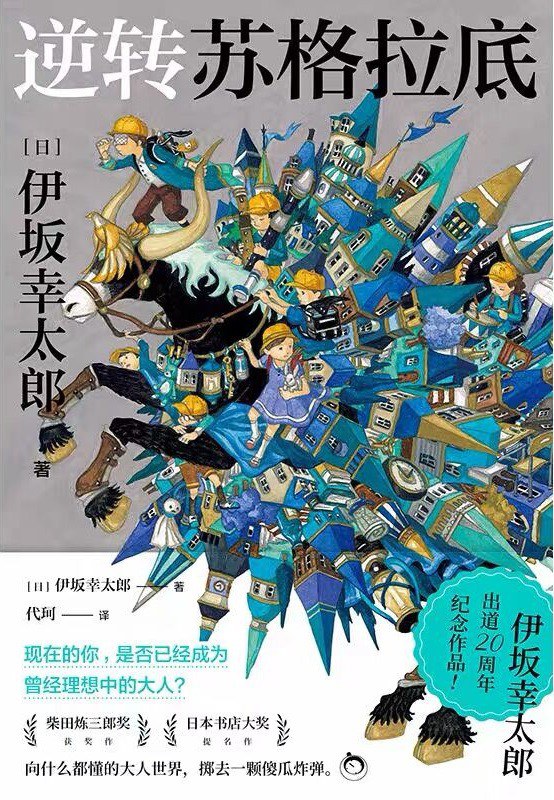 逆转苏格拉底
[日]
伊坂幸太郎
著
[日] 伊坂幸太郎——著
代珂——译
现在的你，是否已经成为
曾经理想中的大人？
柴田炼三郎奖
获奖作
日本书店大奖
提名作
向什么都懂的大人世界，掷去一颗傻瓜炸弹。
伊坂幸太郎
出道20周年
纪念作品！